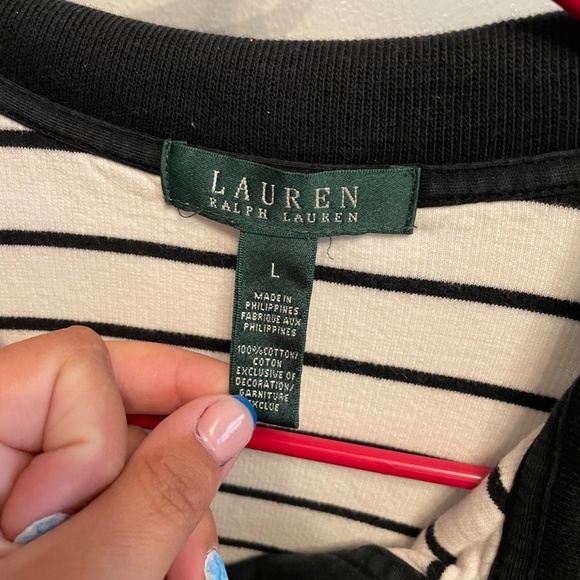 LAUREN
RALPH LAUREN
L
MADE IN
PHILIPPINES
FABRIQUE AUX
PHILIPPINES
100% COTTON/
COTON
EXCLUSIVE OF
DECORATION/
GARNITURE
EXCLUE